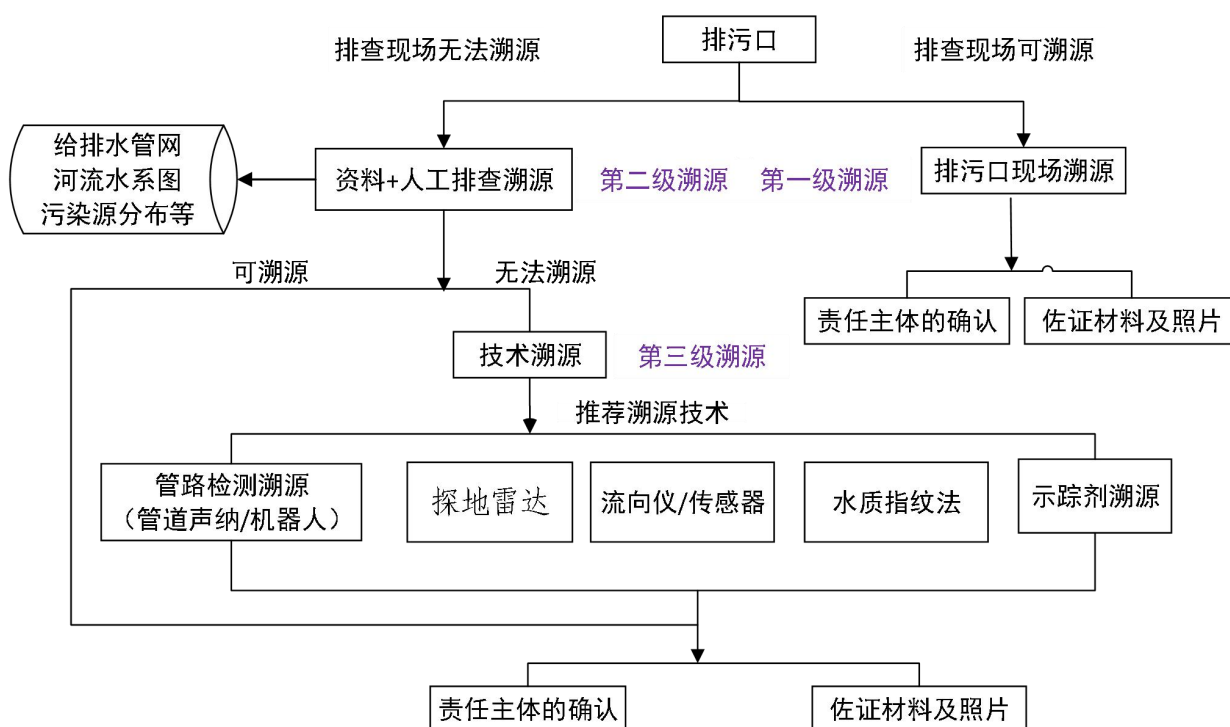 排查现场无法溯源
排污口
排查现场可溯源
给排水管网
河流水系图
污染源分布等
资料+人工排查溯源
第二级溯源
第一级溯源
排污口现场溯源
可溯源
无法溯源
责任主体的确认
佐证材料及照片
技术溯源
第三级溯源
推荐溯源技术
管路检测溯源
（管道声纳/机器人）
探地雷达
流向仪/传感器
水质指纹法
示踪剂溯源
责任主体的确认
佐证材料及照片